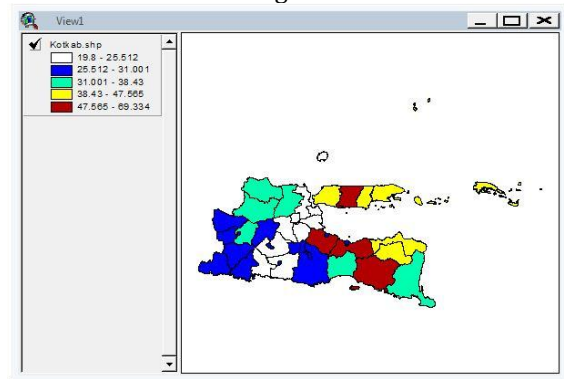 View1
Kotkab.shp
19.8 - 25.512
25.512 - 31.001
31.001 - 38.43
38.43 - 47.565
47.565 - 69.334